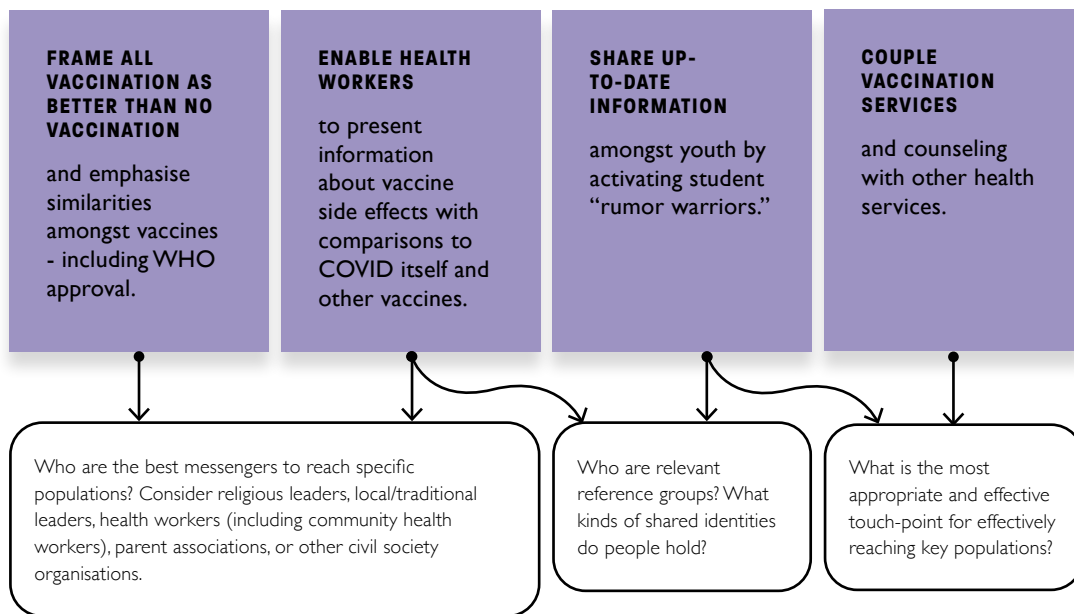 FRAME ALL
VACCINATION AS
BETTER THAN NO
VACCINATION
and emphasise
similarities
amongst vaccines
- including WHO
approval.
ENABLE HEALTH
WORKERS
to present
information
about vaccine
side effects with
comparisons to
COVID itself and
other vaccines.
SHARE UP-
TO-DATE
INFORMATION
amongst youth by
activating student
“rumor warriors.”
COUPLE
VACCINATION
SERVICES
and counseling
with other health
services.
Who are the best messengers to reach specific
populations? Consider religious leaders, local/traditional
leaders, health workers (including community health
workers), parent associations, or other civil society
organisations.
Who are relevant
reference groups? What
kinds of shared identities
do people hold?
What is the most
appropriate and effective
touch-point for effectively
reaching key populations?